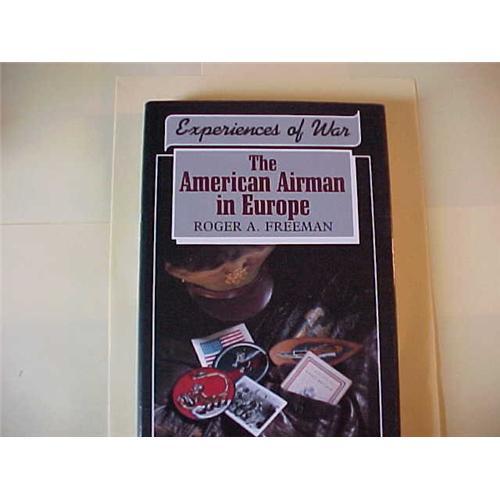 Experiences of War
The
American Airman
in Europe
ROGER A. FREEMAN